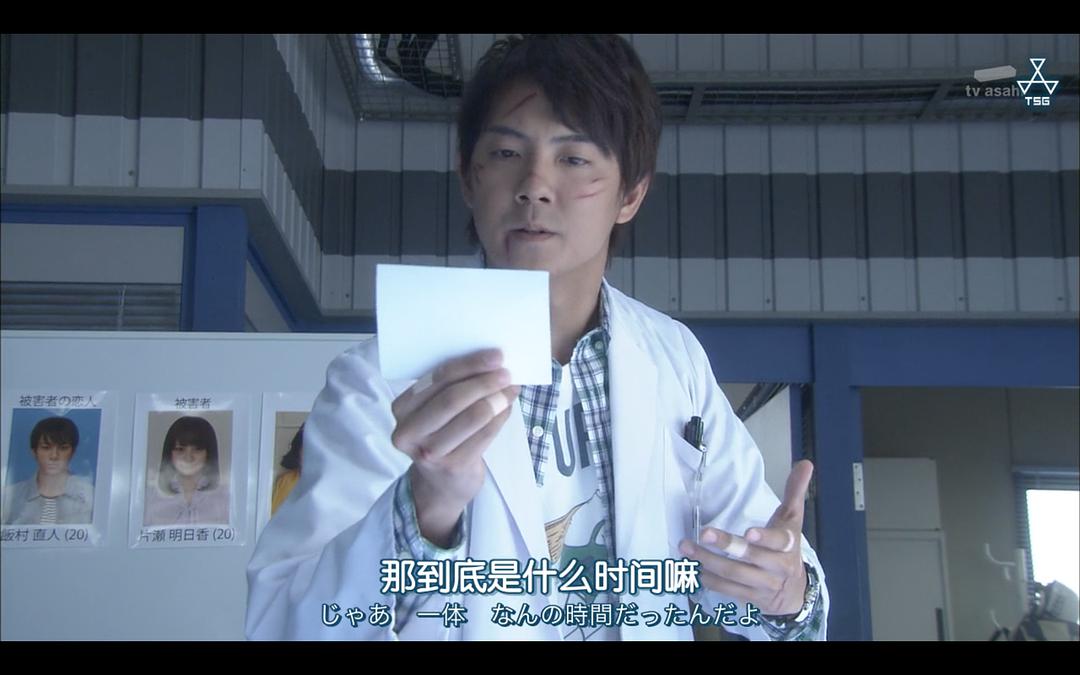 tv asahi
TSG
被害者の恋人
被害者
飯村 直人 (20)
片瀬 明日香 (20)
那到底是什么时间嘛
じゃあ 一体 なんの時間だったんだよ